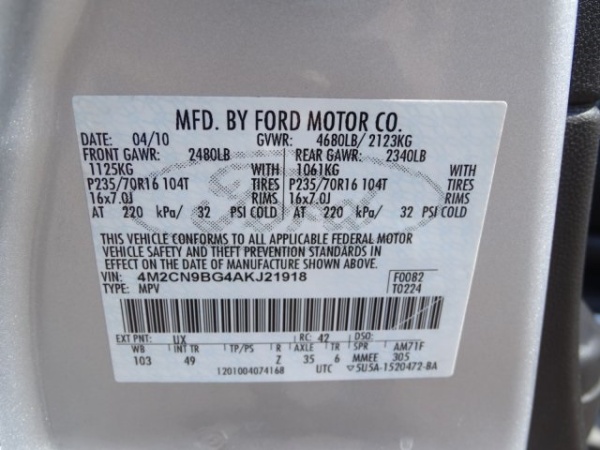 MFD. BY FORD MOTOR CO.
DATE: 04/10 GVWR: 4680LB/ 2123KG
FRONT GAWR: 2480LB REAR GAWR: 2340LB
1125KG 1061KG
P235/70R16 104T TIRES P235/70R16 104T TIRES
16x7.0J RIMS 16x7.0J RIMS
AT 220 kPa/ 32 PSI COLD AT 220 kPa/ 32 PSI COLD
THIS VEHICLE CONFORMS TO ALL APPLICABLE FEDERAL MOTOR
VEHICLE SAFETY AND THEFT PREVENTION STANDARDS IN
EFFECT ON THE DATE OF MANUFACTURE SHOWN ABOVE.
VIN: 4M2CN9BG4AKJ21918 F0082
TYPE: MPV T0224
EXT PNT: UX RC: 42 DSO:
WB INT TR TP/PS R AXLE TR SPR AM71F
103 49 Z 35 6 MMEE 305
1201004074168 UTC 5U5A-1520472-BA